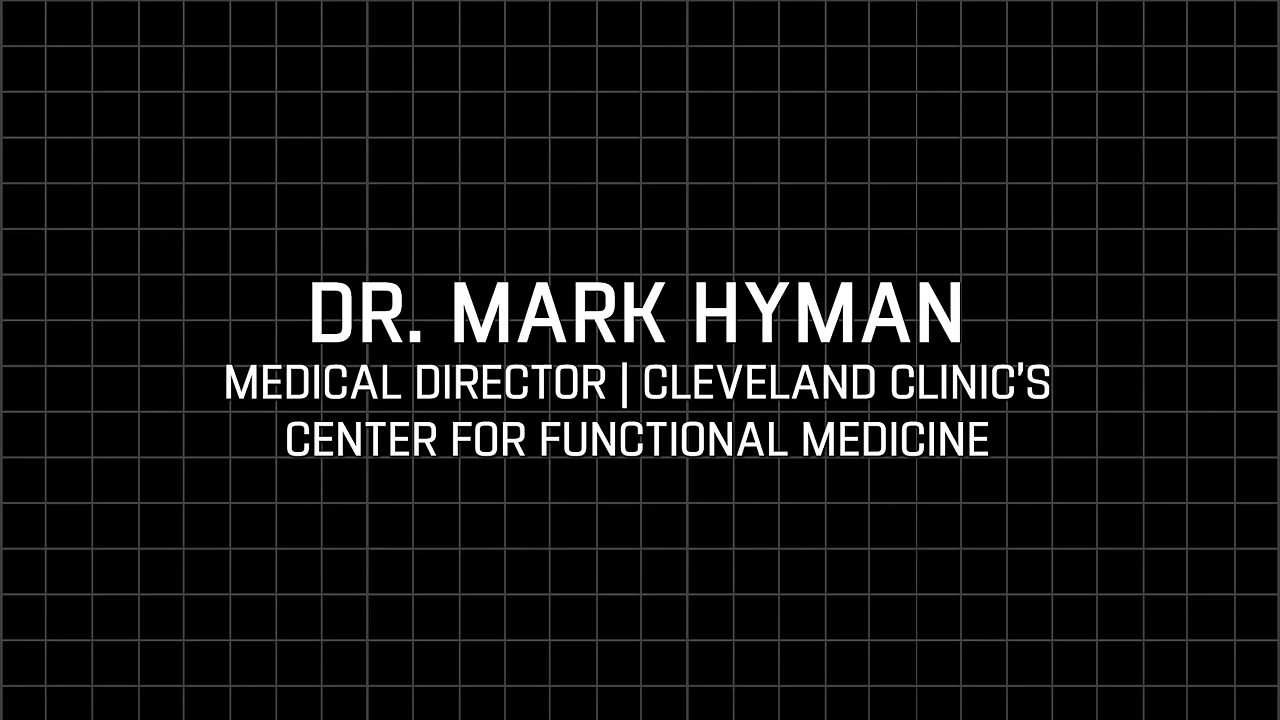 DR. MARK HYMAN
MEDICAL DIRECTOR | CLEVELAND CLINIC'S
CENTER FOR FUNCTIONAL MEDICINE